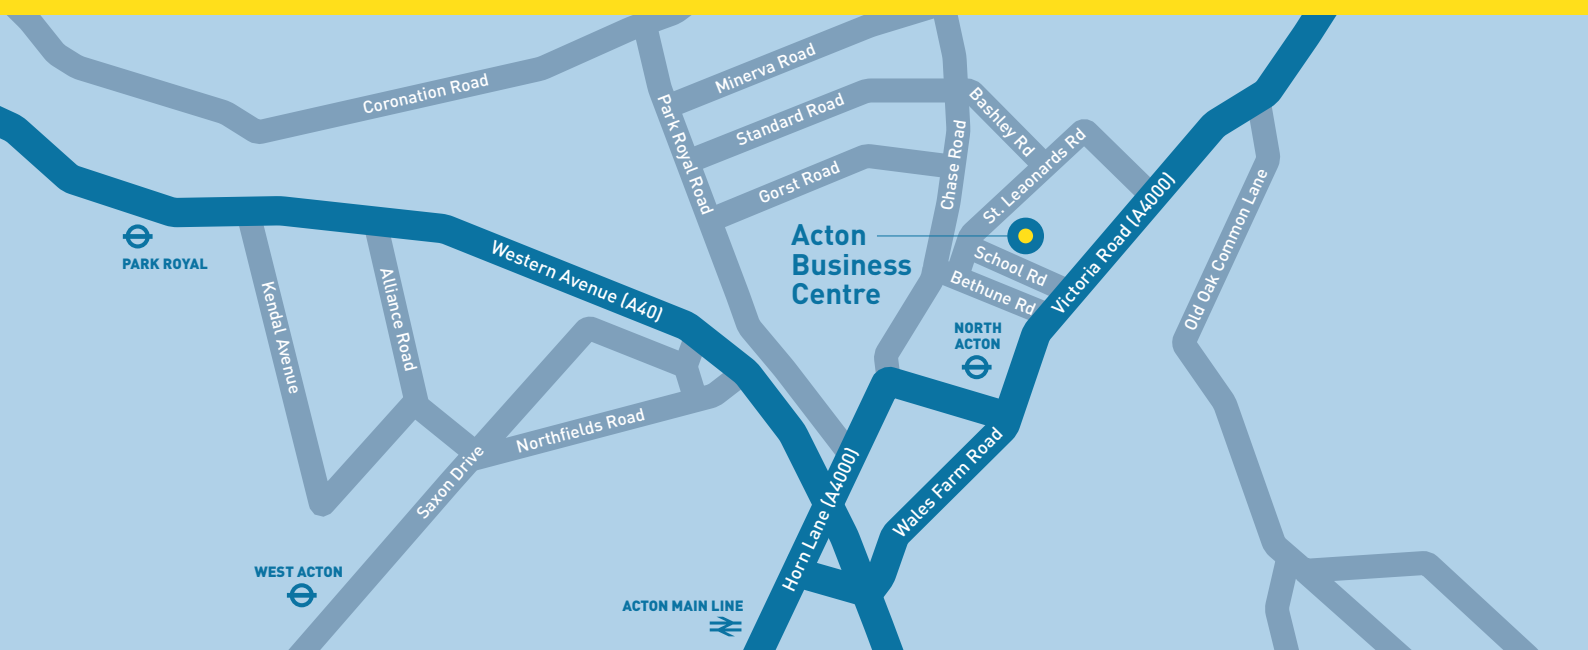 Coronation Road
Minerva Road
Standard Road
Gorst Road
Park Royal Road
Chase Road
Bashley Rd
St. Leaonards Rd
School Rd
Bethune Rd
Victoria Road (A4000)
Old Oak Common Lane
Acton
Business
Centre
NORTH
ACTON
PARK ROYAL
Western Avenue (A40)
Kendal Avenue
Alliance Road
Northfields Road
Saxon Drive
Horn Lane (A4000)
Wales Farm Road
WEST ACTON
ACTON MAIN LINE